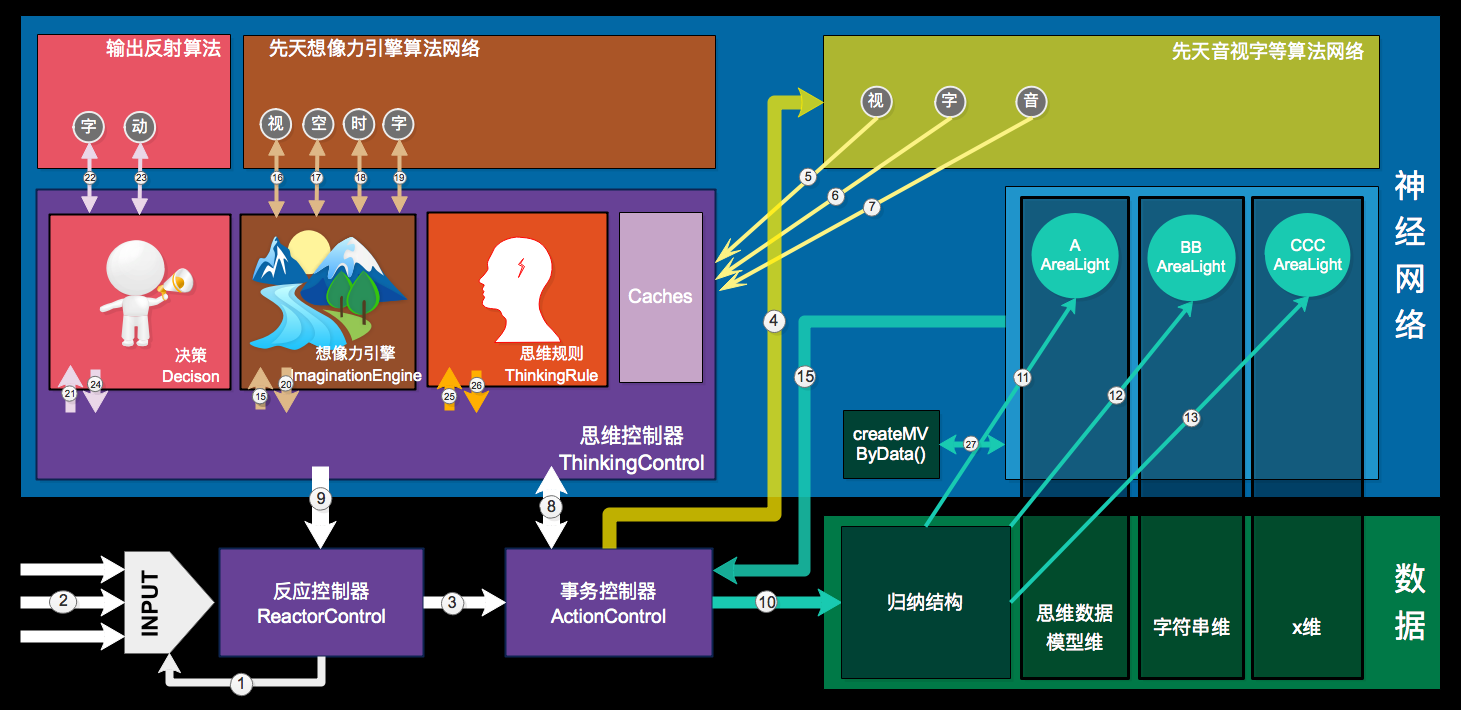 输出反射算法
先天想像力引擎算法网络
先天音视字等算法网络
字
动
视
空
时
字
视
字
音
22
23
16
17
18
19
5
6
7
神
经
网
络
决策
Decison
想像力引擎
ImaginationEngine
思维规则
ThinkingRule
Caches
A
AreaLight
BB
AreaLight
CCC
AreaLight
4
15
11
12
13
21
24
15
20
25
26
思维控制器
ThinkingControl
createMV
ByData()
27
9
8
INPUT
2
反应控制器
ReactorControl
3
事务控制器
ActionControl
10
归纳结构
思维数据
模型维
字符串维
x维
数
据
1